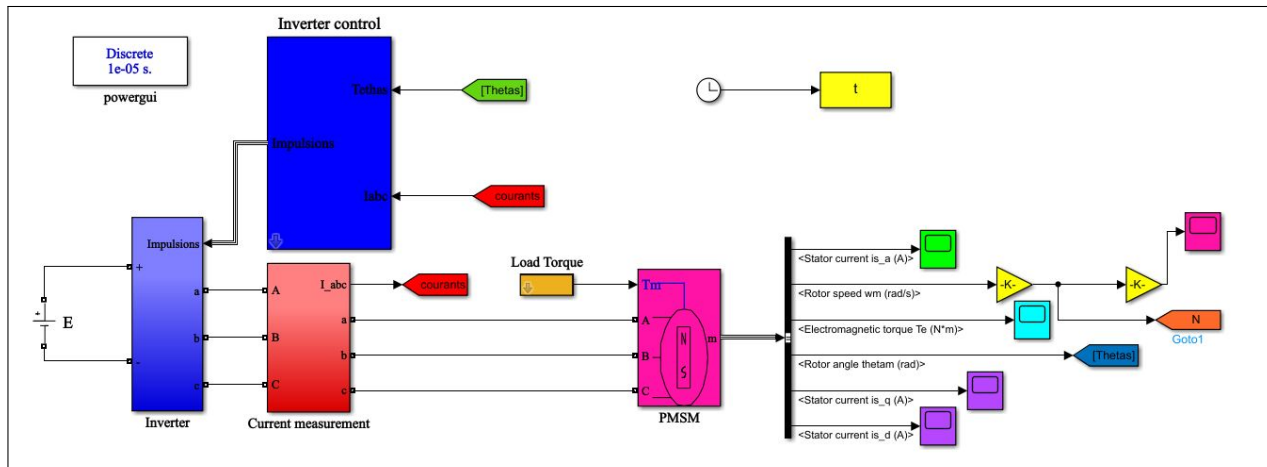 Inverter control
Discrete
1e-05 s.
powergui
Tethas
[Thetas]
t
Impulsions
Iabc
courants
Impulsions
+
a
b
c
-
E
+
Inverter
I_abc
A
B
C
a
b
c
Current measurement
courants
Load Torque
Tm
A
B
C
N
S
m
PMSM
<Stator current is_a (A)>
<Rotor speed wm (rad/s)>
-K-
-K-
<Electromagnetic torque Te (N*m)>
N
Goto1
<Rotor angle thetam (rad)>
[Thetas]
<Stator current is_q (A)>
<Stator current is_d (A)>